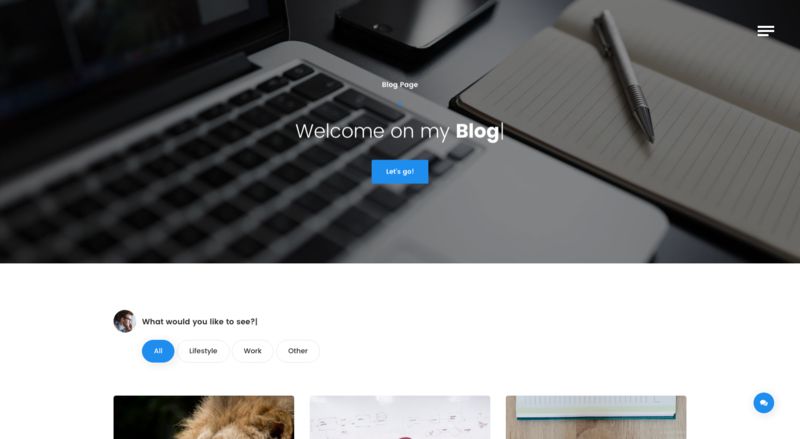 Blog Page
Welcome on my Blog|
Let's go!
What would you like to see?|
All
Lifestyle
Work
Other